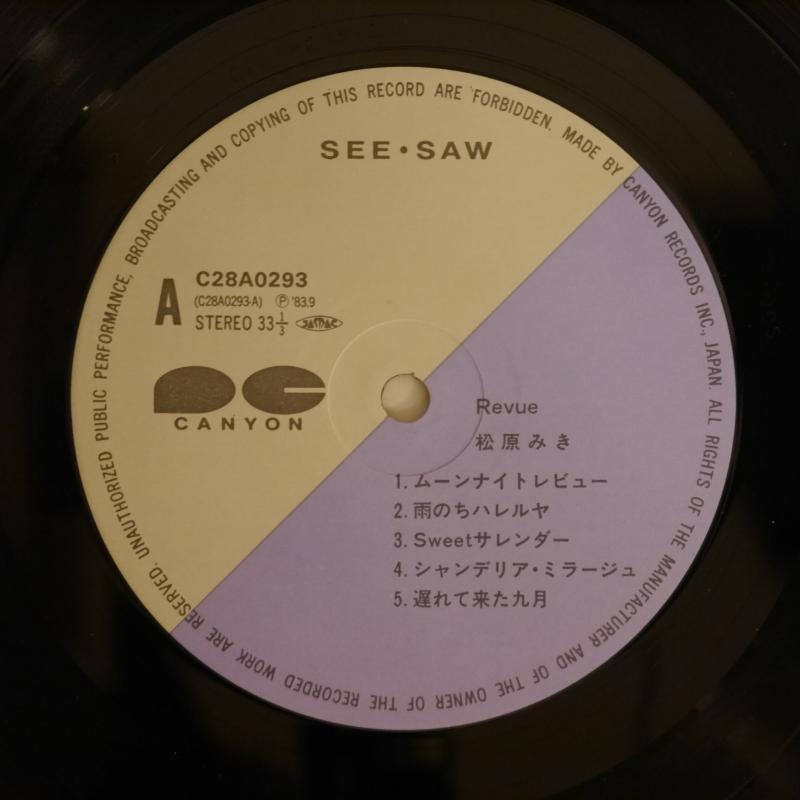 SEE・SAW
A
C28A0293
(C28A0293-A) Ⓟ'83.9
STEREO 33⅓ JASRAC
CANYON
Revue
松原みき
1. ムーンナイトレビュー
2. 雨のちハレルヤ
3. Sweetサレンダー
4. シャンデリア・ミラージュ
5. 遅れて来た九月
MADE BY CANYON RECORDS INC., JAPAN. ALL RIGHTS OF THE MANUFACTURER AND OF THE OWNER OF THE RECORDED WORK ARE RESERVED. UNAUTHORIZED PUBLIC PERFORMANCE, BROADCASTING AND COPYING OF THIS RECORD ARE FORBIDDEN.